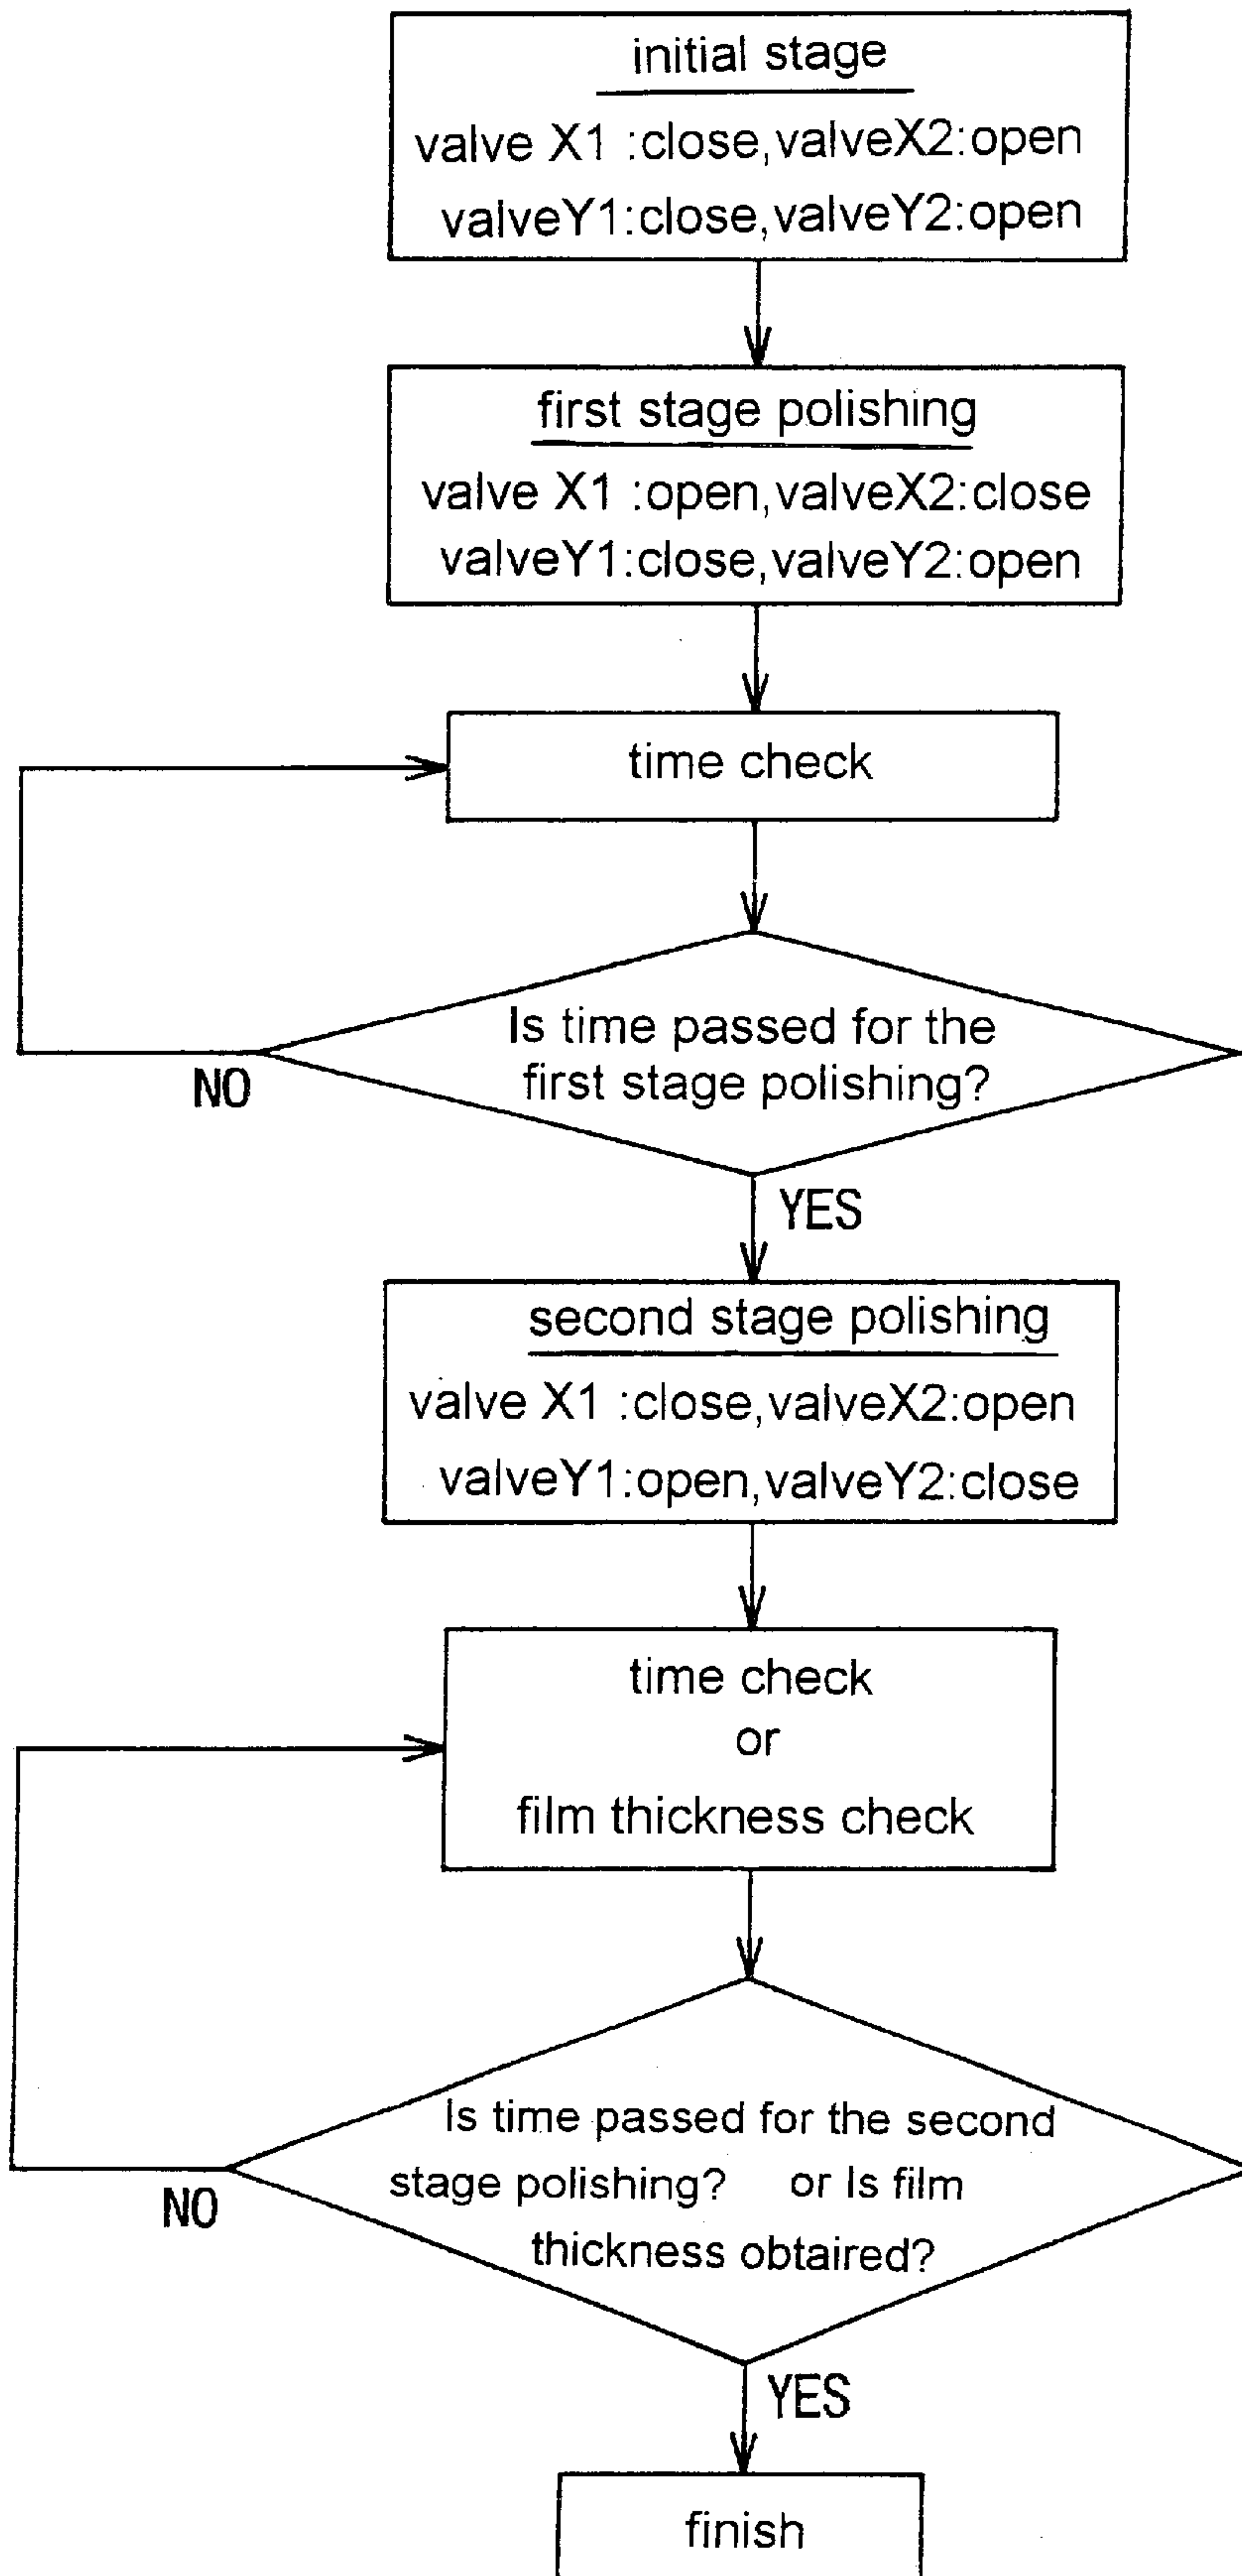 initial stage
valve X1 :close,valveX2:open
valveY1:close,valveY2:open
first stage polishing
valve X1 :open,valveX2:close
valveY1:close,valveY2:open
time check
Is time passed for the
first stage polishing?
NO
YES
second stage polishing
valve X1 :close,valveX2:open
valveY1:open,valveY2:close
time check
or
film thickness check
Is time passed for the second
stage polishing? or Is film
thickness obtaired?
NO
YES
finish